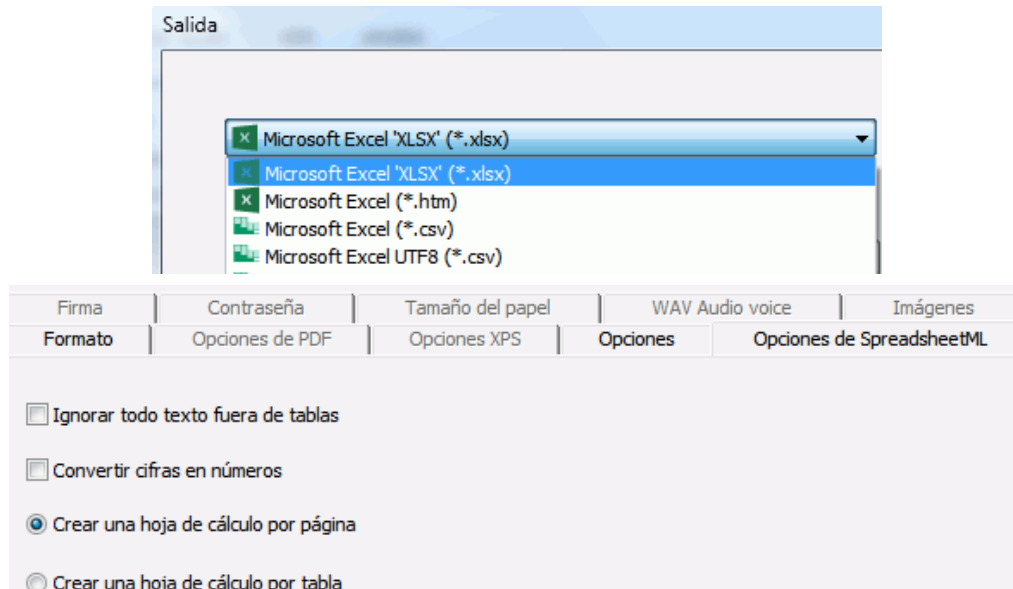 Salida
Microsoft Excel 'XLSX' (*.xlsx)
Microsoft Excel 'XLSX' (*.xlsx)
Microsoft Excel (*.htm)
Microsoft Excel (*.csv)
Microsoft Excel UTF8 (*.csv)
Firma Contraseña Tamaño del papel WAV Audio voice Imágenes
Formato Opciones de PDF Opciones XPS Opciones Opciones de SpreadsheetML
Ignorar todo texto fuera de tablas
Convertir cifras en números
Crear una hoja de cálculo por página
Crear una hoja de cálculo por tabla